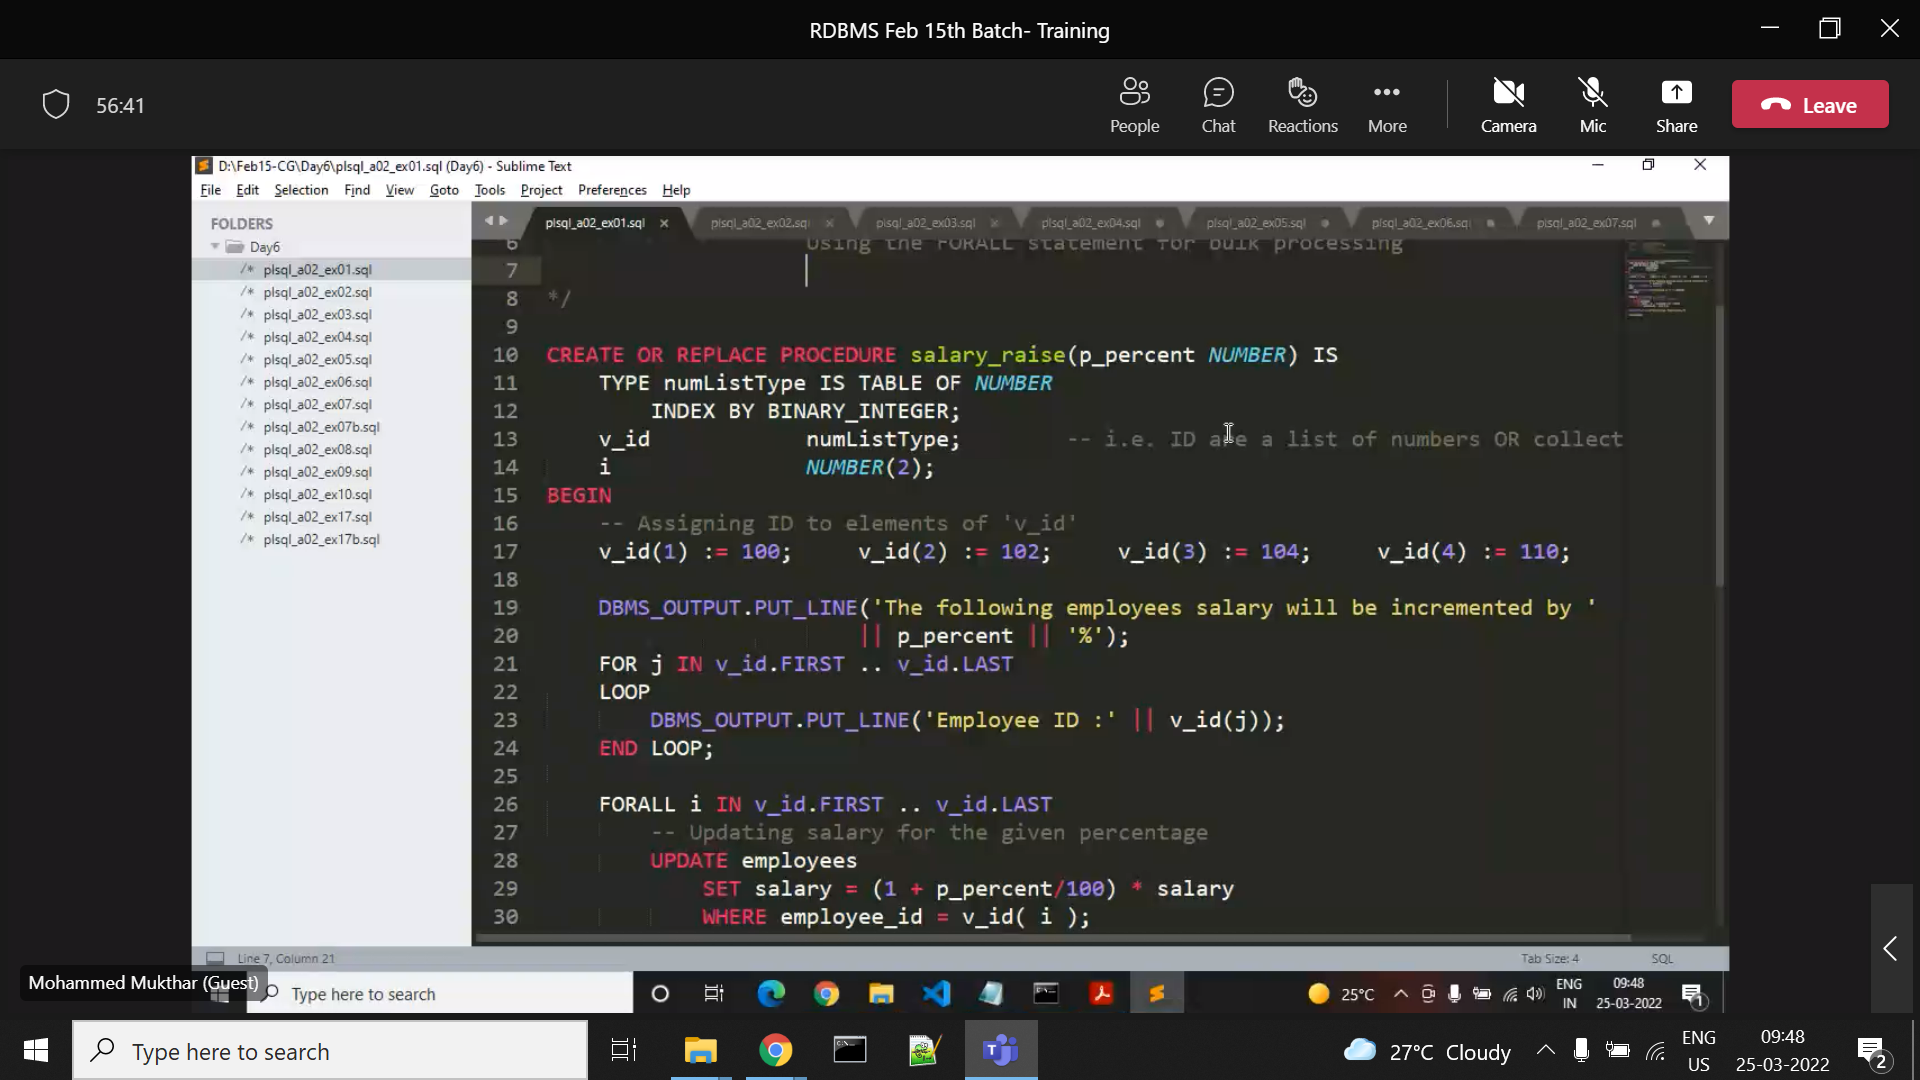 RDBMS Feb 15th Batch- Training
56:41
People
Chat
Reactions
More
Camera
Mic
Share
Leave
D:\Feb15-CG\Day6\plsql_a02_ex01.sql (Day6) - Sublime Text
File Edit Selection Find View Goto Tools Project Preferences Help
FOLDERS
Day6
/* plsql_a02_ex01.sql
/* plsql_a02_ex02.sql
/* plsql_a02_ex03.sql
/* plsql_a02_ex04.sql
/* plsql_a02_ex05.sql
/* plsql_a02_ex06.sql
/* plsql_a02_ex07.sql
/* plsql_a02_ex07b.sql
/* plsql_a02_ex08.sql
/* plsql_a02_ex09.sql
/* plsql_a02_ex10.sql
/* plsql_a02_ex17.sql
/* plsql_a02_ex17b.sql
plsql_a02_ex01.sql plsql_a02_ex02.sql plsql_a02_ex03.sql plsql_a02_ex04.sql plsql_a02_ex05.sql plsql_a02_ex06.sql plsql_a02_ex07.sql
6 Using the FORALL statement for bulk processing
7
8 */
9
10 CREATE OR REPLACE PROCEDURE salary_raise(p_percent NUMBER) IS
11 TYPE numListType IS TABLE OF NUMBER
12 INDEX BY BINARY_INTEGER;
13 v_id numListType; -- i.e. ID are a list of numbers OR collect
14 i NUMBER(2);
15 BEGIN
16 -- Assigning ID to elements of 'v_id'
17 v_id(1) := 100; v_id(2) := 102; v_id(3) := 104; v_id(4) := 110;
18
19 DBMS_OUTPUT.PUT_LINE('The following employees salary will be incremented by '
20 || p_percent || '%');
21 FOR j IN v_id.FIRST .. v_id.LAST
22 LOOP
23 DBMS_OUTPUT.PUT_LINE('Employee ID :' || v_id(j));
24 END LOOP;
25
26 FORALL i IN v_id.FIRST .. v_id.LAST
27 -- Updating salary for the given percentage
28 UPDATE employees
29 SET salary = (1 + p_percent/100) * salary
30 WHERE employee_id = v_id( i );
Line 7, Column 21
Tab Size: 4
SQL
Mohammed Mukthar (Guest)
Type here to search
25°C
ENG
IN
09:48
25-03-2022
1
Type here to search
27°C Cloudy
ENG
US
09:48
25-03-2022
2